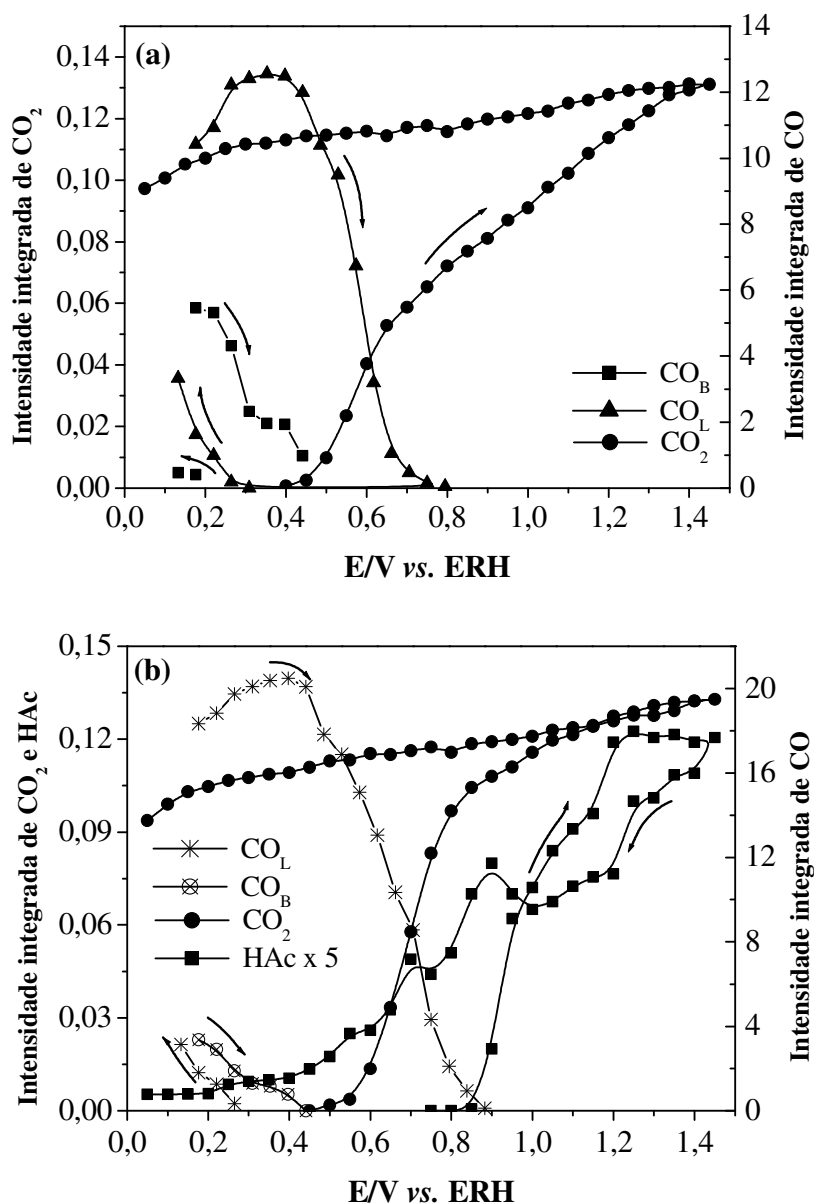 (a)
14
0,14
12
0,12
10
0,10
8
0,08
6
0,06
4
0,04
2
0,02
0
0,00
Intensidade integrada de CO₂
Intensidade integrada de CO
CO_B
CO_L
CO₂
0,0 0,2 0,4 0,6 0,8 1,0 1,2 1,4
E/V vs. ERH
(b)
0,15
20
0,12
16
0,09
12
0,06
8
0,03
4
0,00
0
Intensidade integrada de CO₂ e HAc
Intensidade integrada de CO
CO_L
CO_B
CO₂
HAc x 5
0,0 0,2 0,4 0,6 0,8 1,0 1,2 1,4
E/V vs. ERH